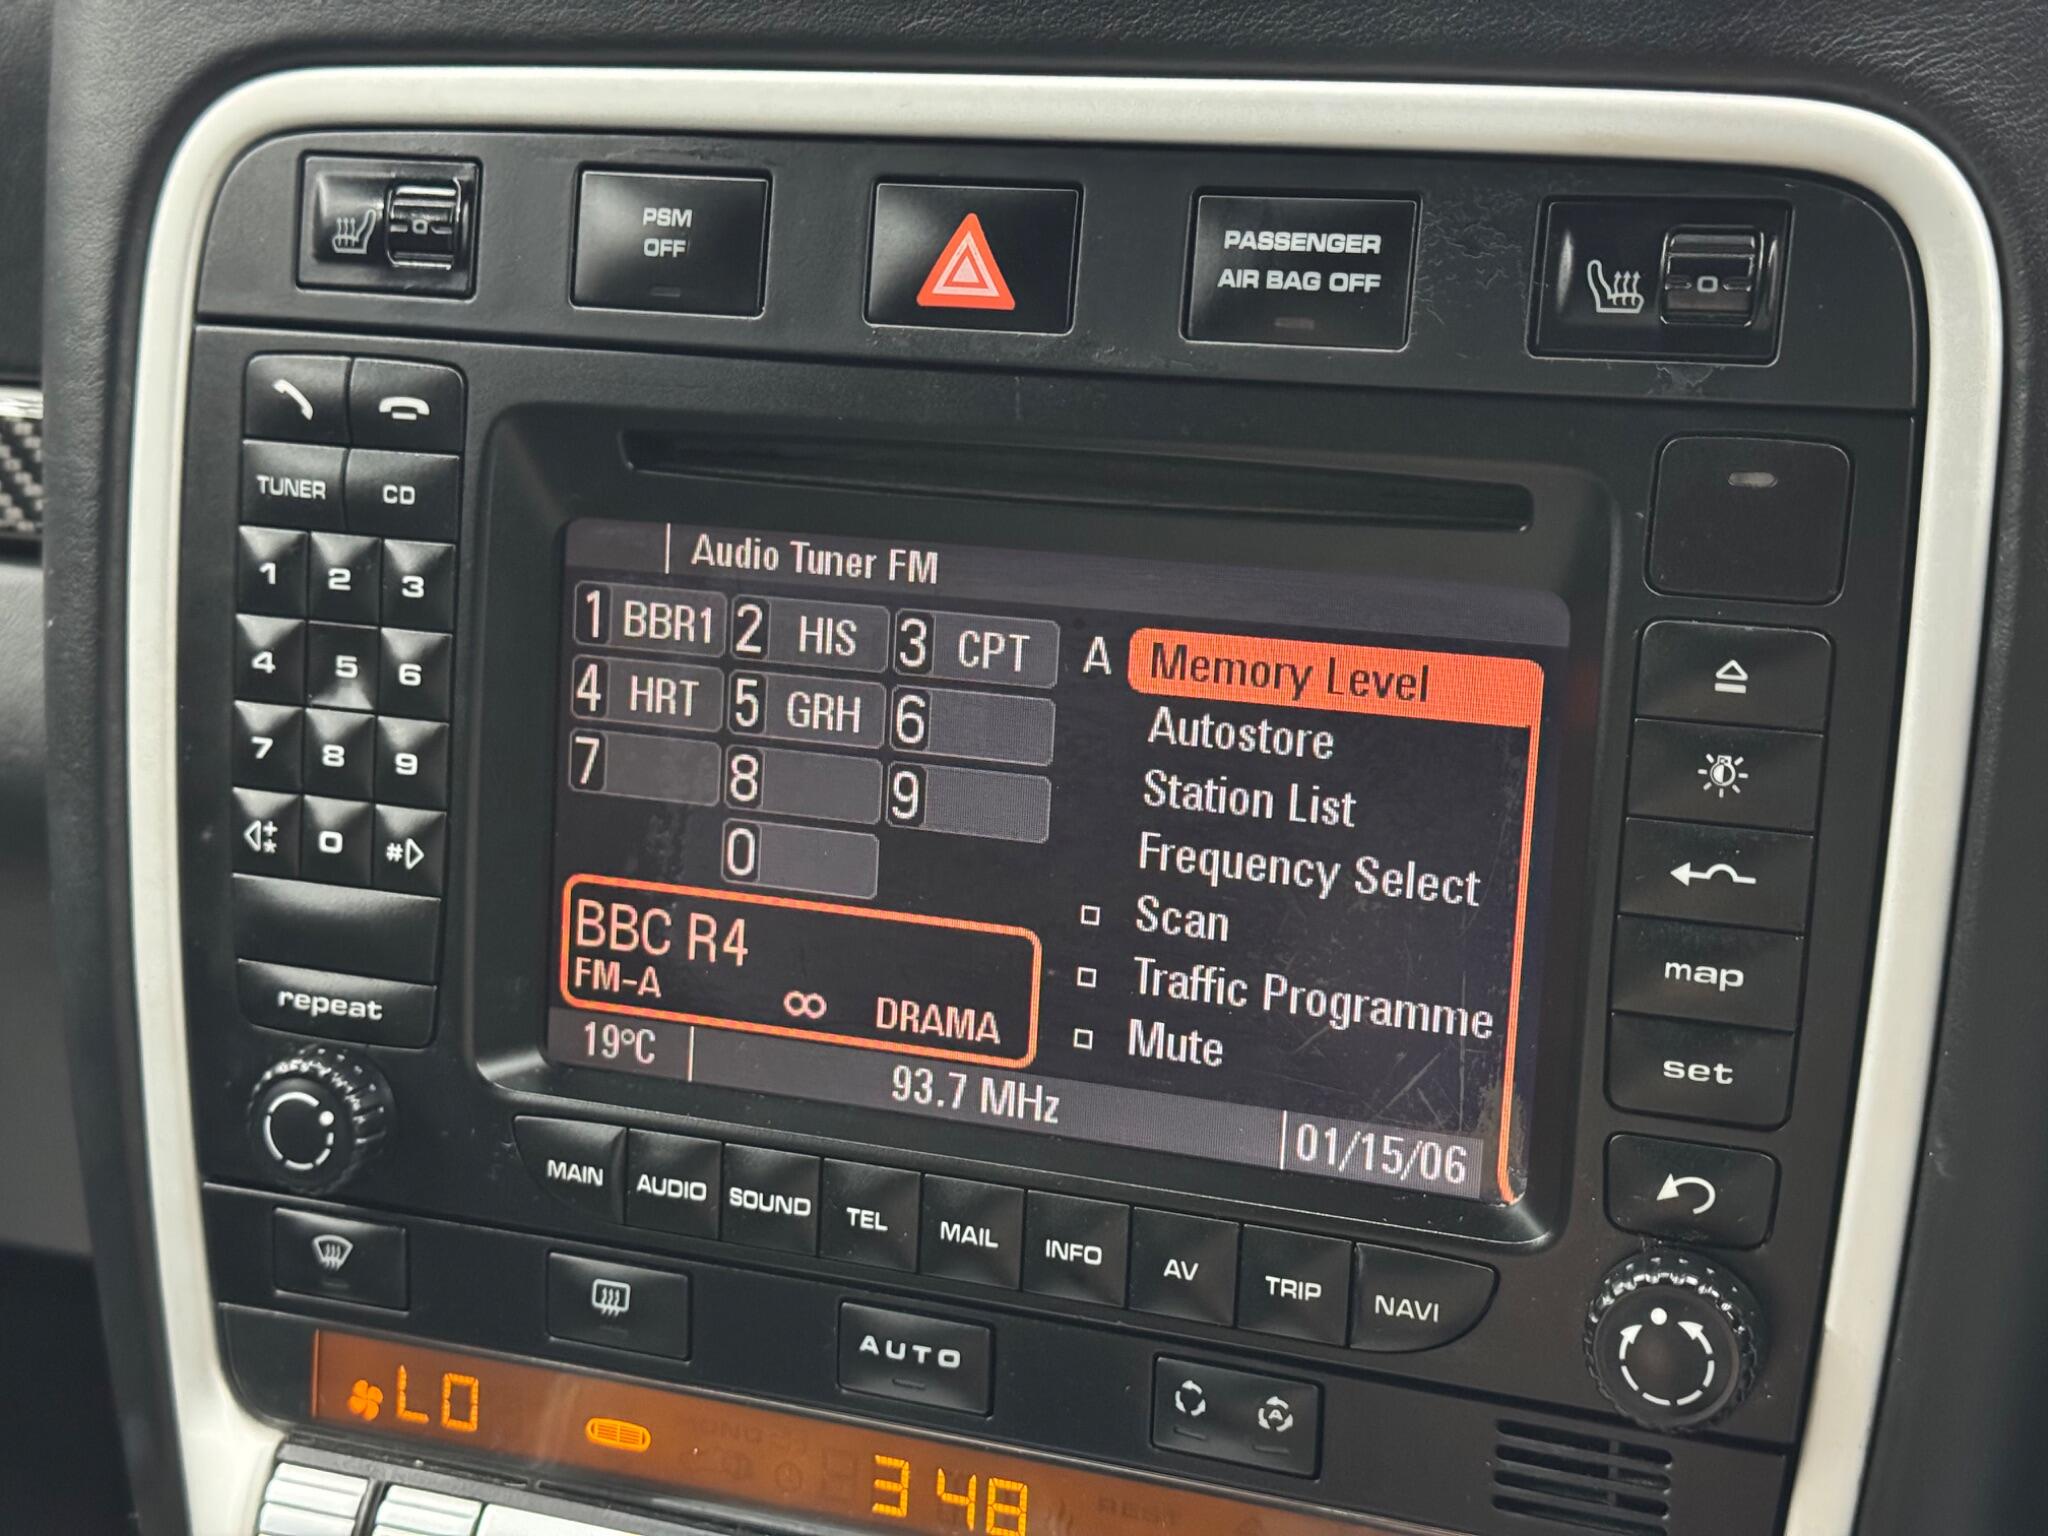 PSM
OFF
PASSENGER
AIR BAG OFF
0
0
TUNER
CD
1
2
3
4
5
6
7
8
9
+
*
0
#
repeat
Audio Tuner FM
1 BBR1
2 HIS
3 CPT
4 HRT
5 GRH
6
7
8
9
0
A Memory Level
Autostore
Station List
Frequency Select
Scan
Traffic Programme
Mute
BBC R4
FM-A
∞ DRAMA
19°C
93.7 MHz
01/15/06
map
set
MAIN
AUDIO
SOUND
TEL
MAIL
INFO
AV
TRIP
NAVI
AUTO
A
LO
348